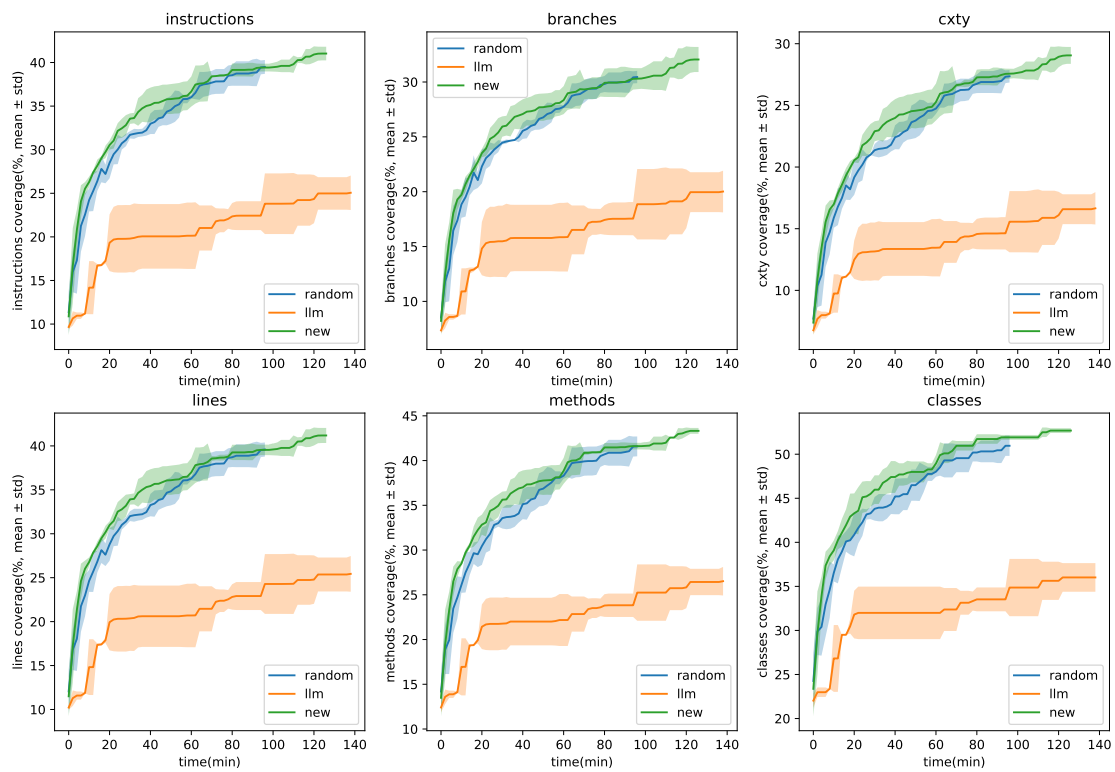 instructions
instructions coverage(%, mean ± std)
40
35
30
25
20
15
10
random
llm
new
0 20 40 60 80 100 120 140
time(min)
branches
branches coverage(%, mean ± std)
30
25
20
15
10
random
llm
new
0 20 40 60 80 100 120 140
time(min)
cxty
cxty coverage(%, mean ± std)
30
25
20
15
10
random
llm
new
0 20 40 60 80 100 120 140
time(min)
lines
lines coverage(%, mean ± std)
40
35
30
25
20
15
10
random
llm
new
0 20 40 60 80 100 120 140
time(min)
methods
methods coverage(%, mean ± std)
45
40
35
30
25
20
15
10
random
llm
new
0 20 40 60 80 100 120 140
time(min)
classes
classes coverage(%, mean ± std)
50
45
40
35
30
25
20
random
llm
new
0 20 40 60 80 100 120 140
time(min)